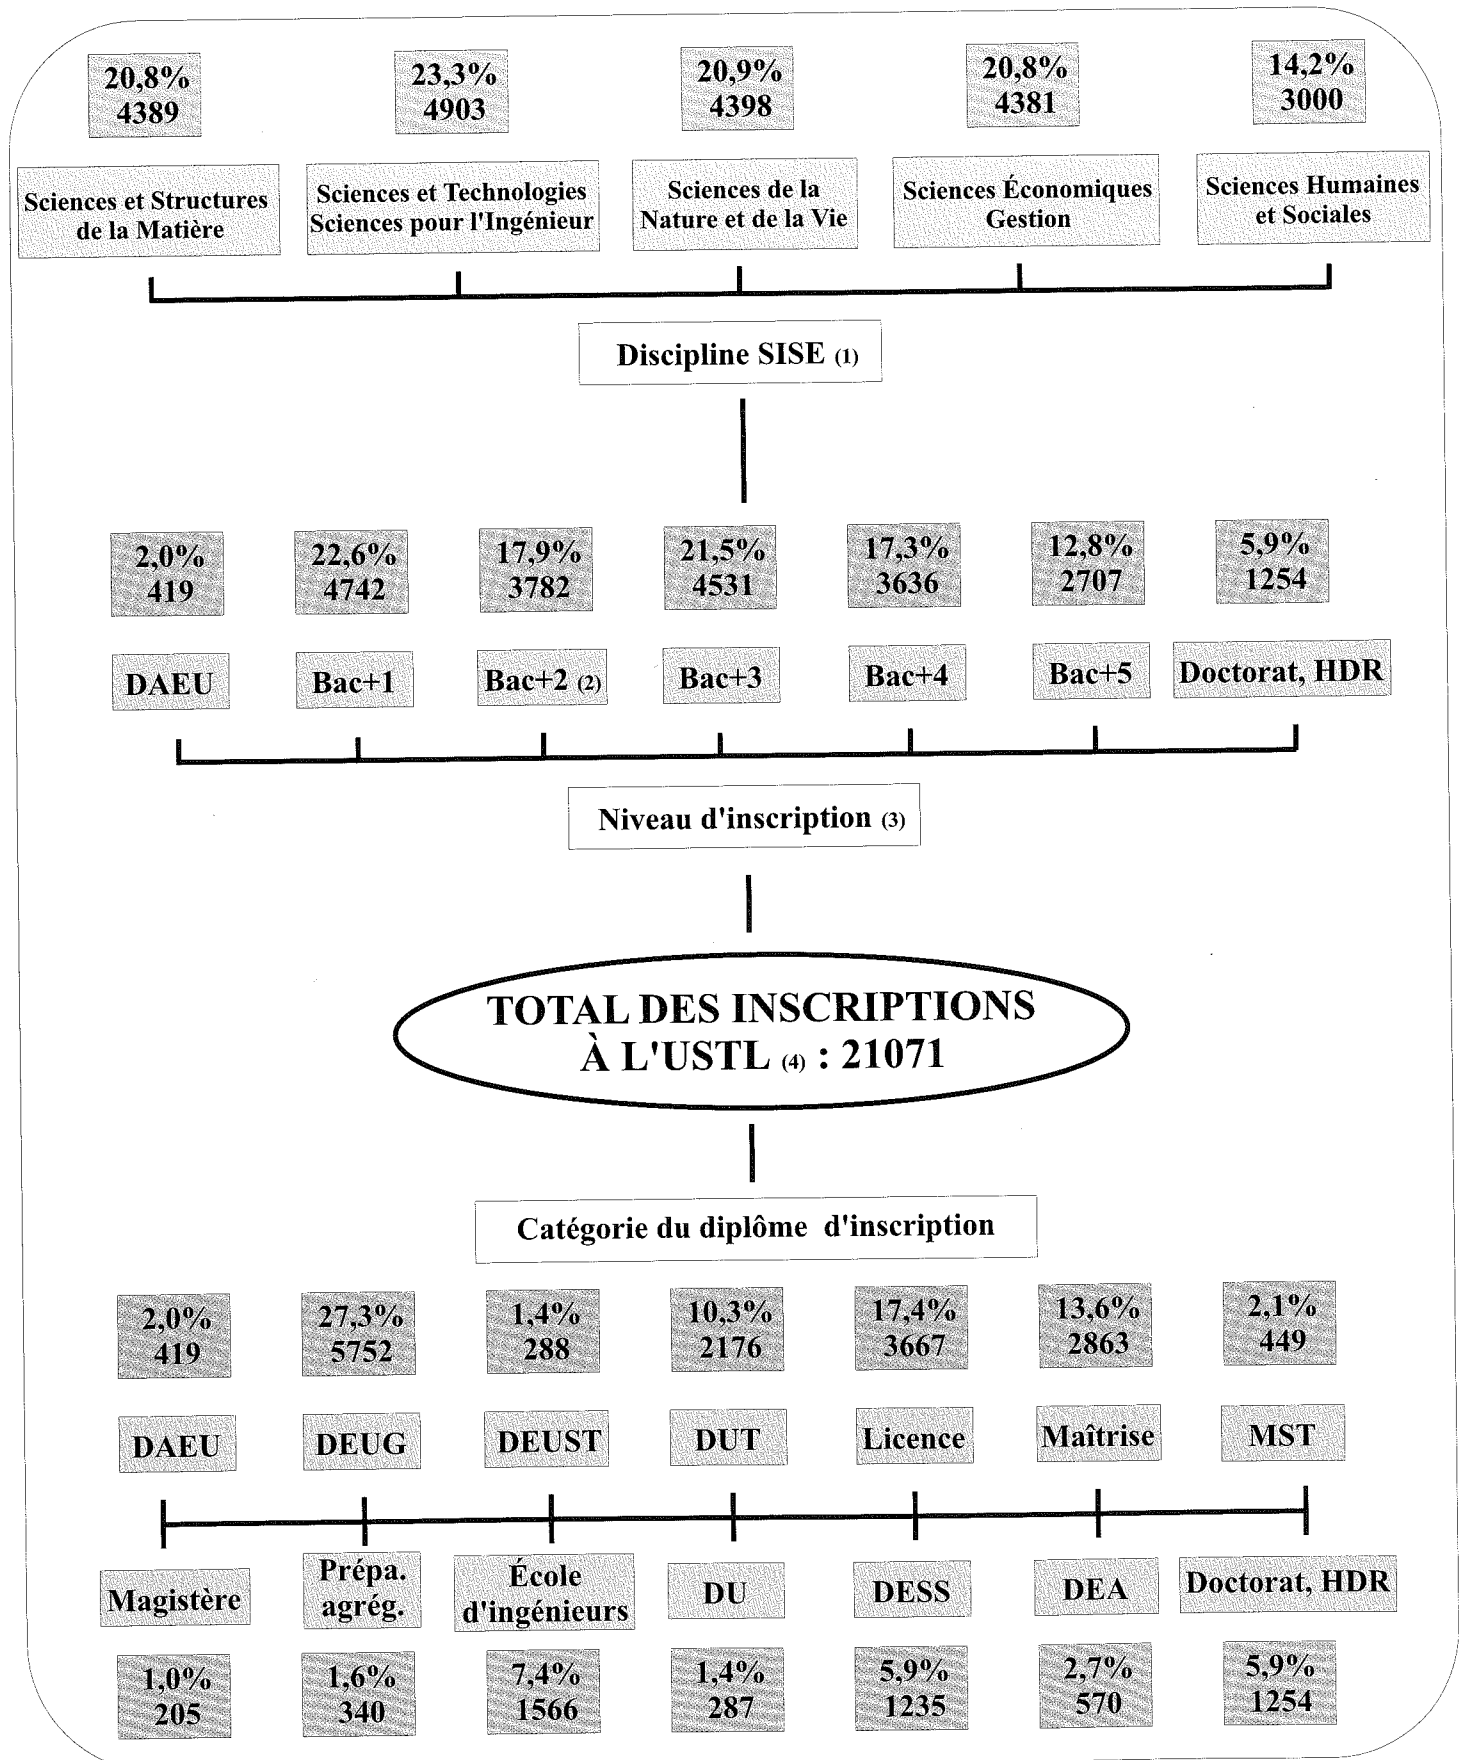 20,8%
4389
23,3%
4903
20,9%
4398
20,8%
4381
14,2%
3000
Sciences et Structures
de la Matière
Sciences et Technologies
Sciences pour l'Ingénieur
Sciences de la
Nature et de la Vie
Sciences Économiques
Gestion
Sciences Humaines
et Sociales
Discipline SISE (1)
2,0%
419
22,6%
4742
17,9%
3782
21,5%
4531
17,3%
3636
12,8%
2707
5,9%
1254
DAEU
Bac+1
Bac+2 (2)
Bac+3
Bac+4
Bac+5
Doctorat, HDR
Niveau d'inscription (3)
TOTAL DES INSCRIPTIONS
À L'USTL (4) : 21071
Catégorie du diplôme d'inscription
2,0%
419
27,3%
5752
1,4%
288
10,3%
2176
17,4%
3667
13,6%
2863
2,1%
449
DAEU
DEUG
DEUST
DUT
Licence
Maîtrise
MST
Magistère
Prépa.
agrég.
École
d'ingénieurs
DU
DESS
DEA
Doctorat, HDR
1,0%
205
1,6%
340
7,4%
1566
1,4%
287
5,9%
1235
2,7%
570
5,9%
1254